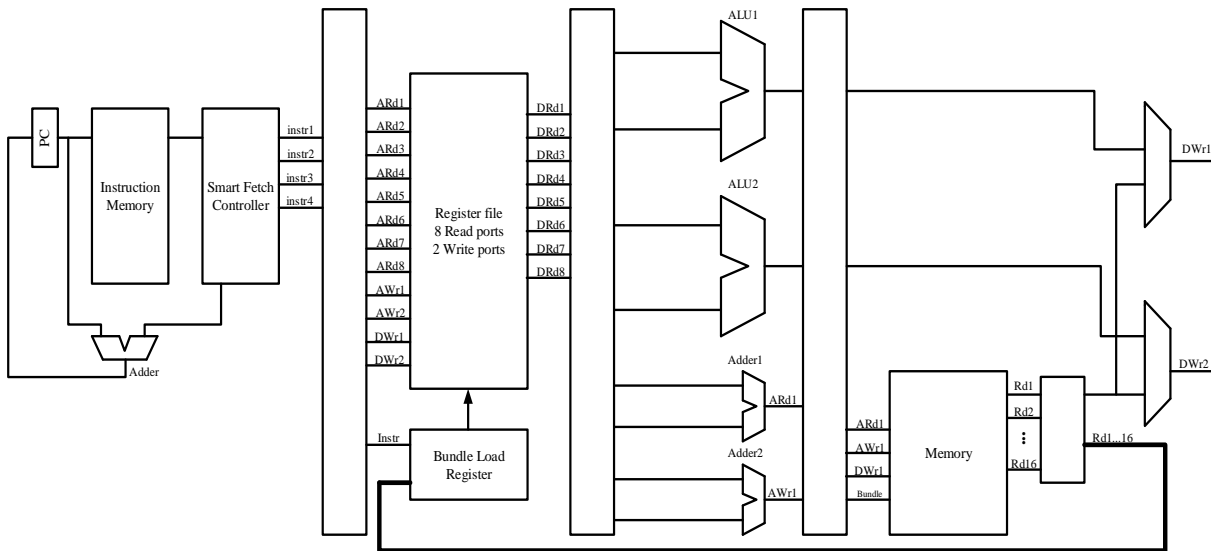 PC
Instruction
Memory
Smart Fetch
Controller
Adder
instr1
instr2
instr3
instr4
ARd1
ARd2
ARd3
ARd4
ARd5
ARd6
ARd7
ARd8
AWr1
AWr2
DWr1
DWr2
Instr
Register file
8 Read ports
2 Write ports
Bundle Load
Register
DRd1
DRd2
DRd3
DRd4
DRd5
DRd6
DRd7
DRd8
ALU1
ALU2
Adder1
ARd1
Adder2
AWr1
ARd1
AWr1
DWr1
Bundle
Memory
Rd1
Rd2
Rd16
Rd1...16
DWr1
DWr2